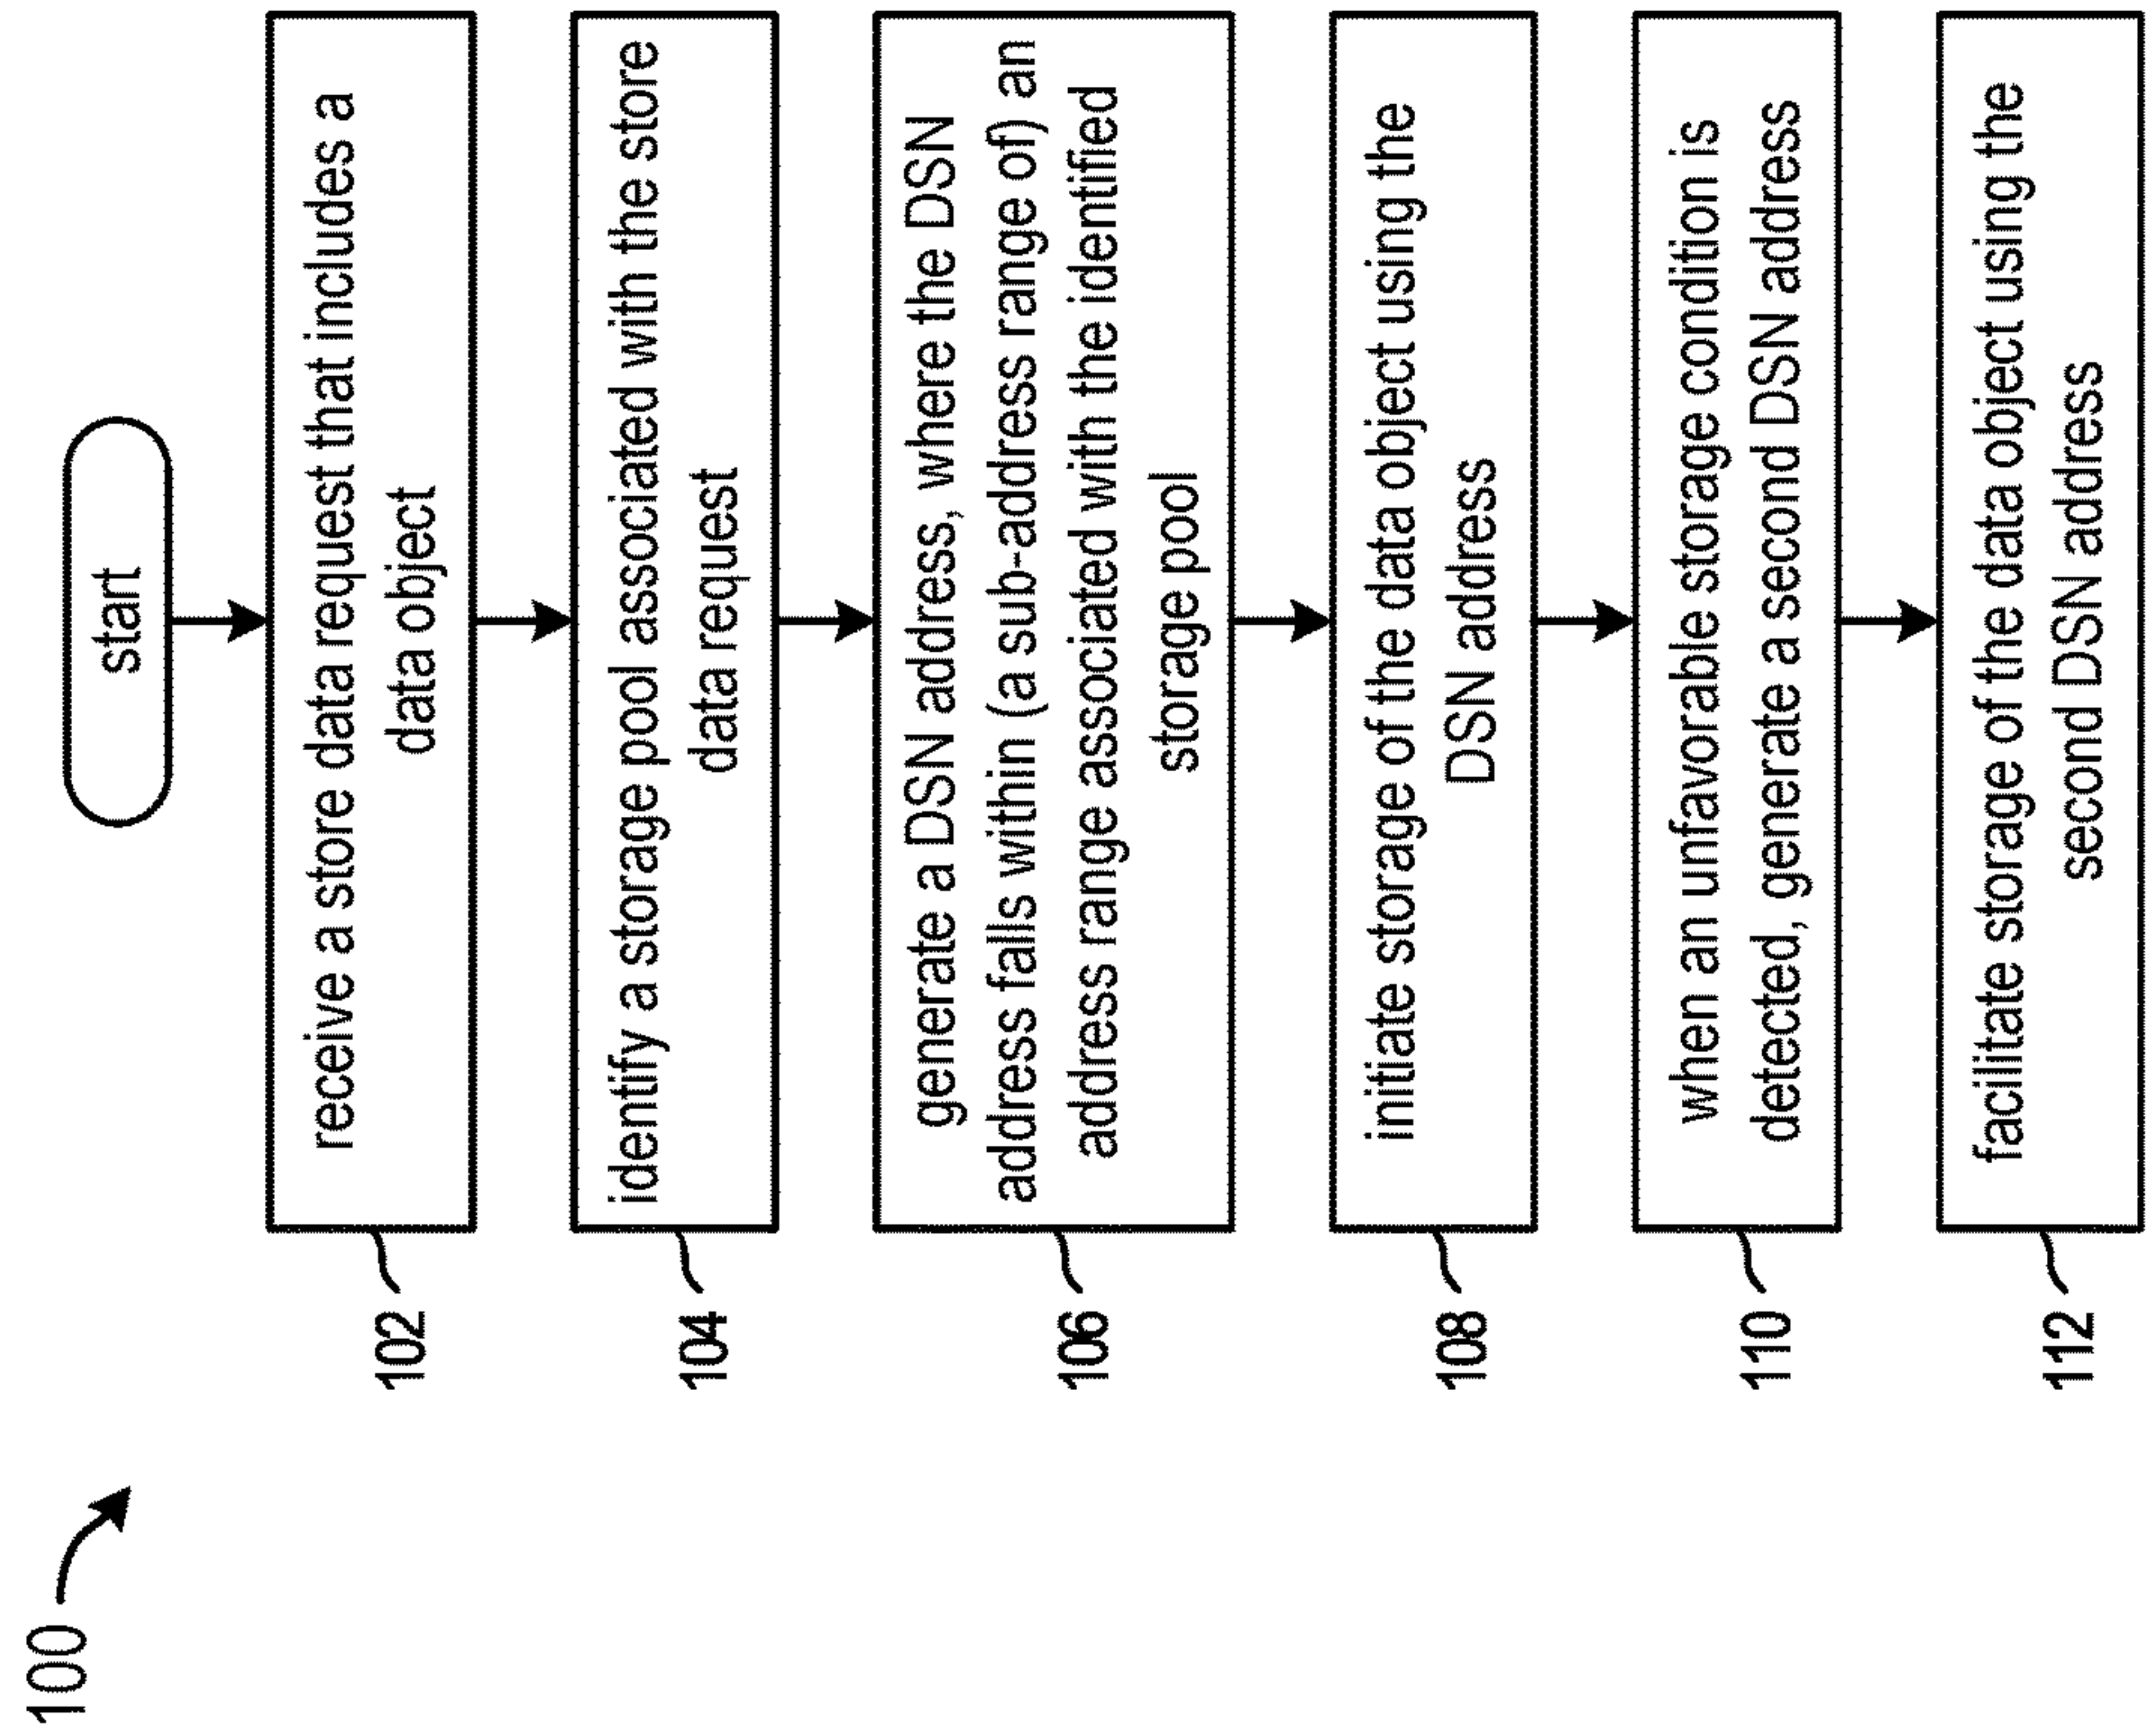 100
start
102
receive a store data request that includes a
data object
104
identify a storage pool associated with the store
data request
106
generate a DSN address, where the DSN
address falls within (a sub-address range of) an
address range associated with the identified
storage pool
108
initiate storage of the data object using the
DSN address
110
when an unfavorable storage condition is
detected, generate a second DSN address
112
facilitate storage of the data object using the
second DSN address